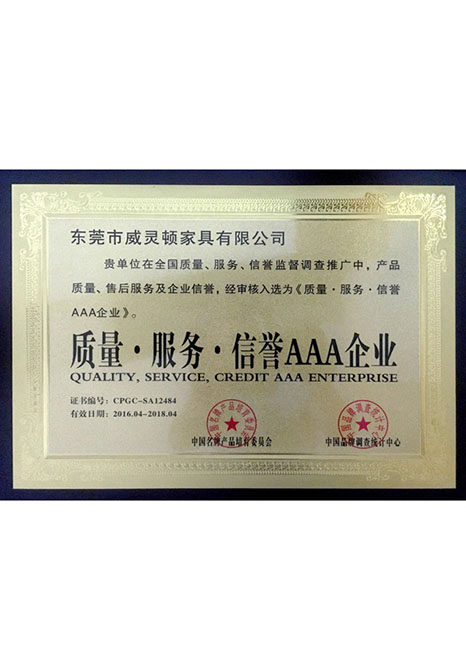 东莞市威灵顿家具有限公司
贵单位在全国质量、服务、信誉监督调查推广中，产品
质量、售后服务及企业信誉，经审核入选为《质量·服务·信誉
AAA企业》。
质量·服务·信誉AAA企业
QUALITY, SERVICE, CREDIT AAA ENTERPRISE
证书编号：CPGC-SA12484
有效日期：2016.04-2018.04
中国名牌产品培育委员会
中国品牌调查统计中心